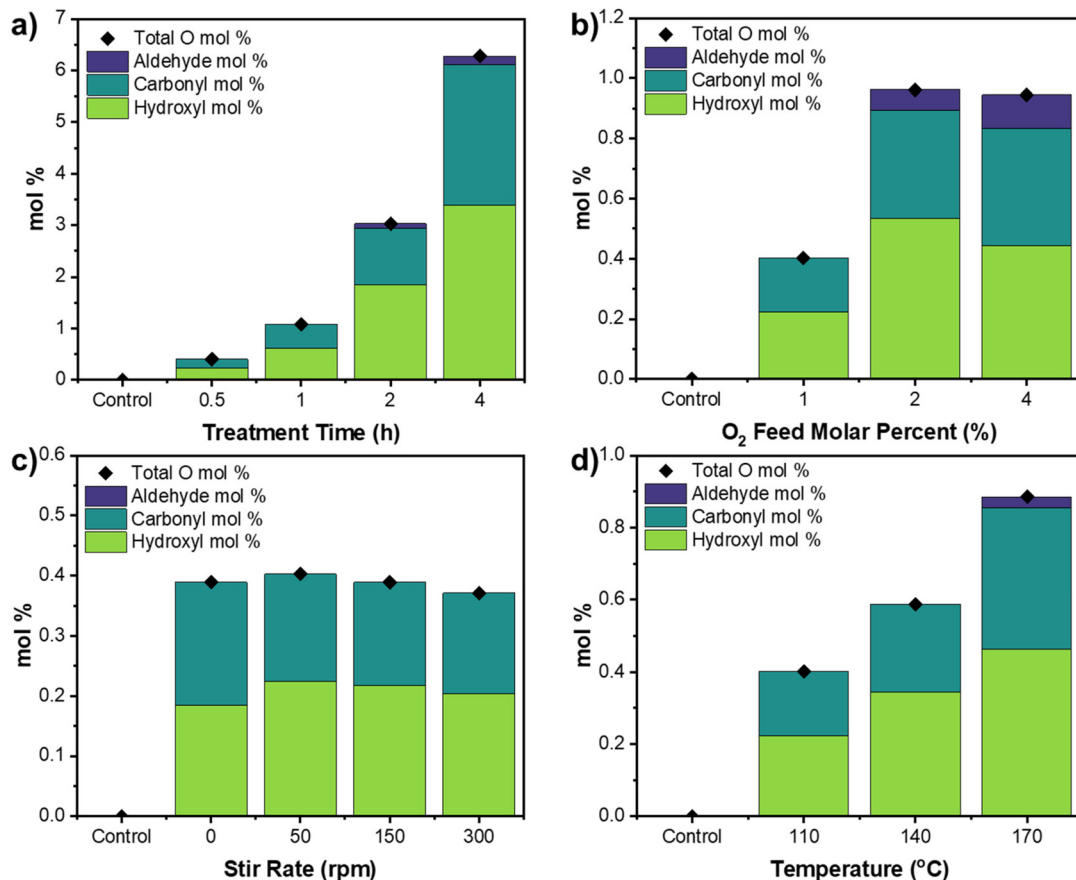 a)
Total O mol %
Aldehyde mol %
Carbonyl mol %
Hydroxyl mol %
7
6
5
4
3
2
1
0
mol %
Control 0.5 1 2 4
Treatment Time (h)
b)
Total O mol %
Aldehyde mol %
Carbonyl mol %
Hydroxyl mol %
1.2
1.0
0.8
0.6
0.4
0.2
0.0
mol %
Control 1 2 4
O₂ Feed Molar Percent (%)
c)
Total O mol %
Aldehyde mol %
Carbonyl mol %
Hydroxyl mol %
0.6
0.5
0.4
0.3
0.2
0.1
0.0
mol %
Control 0 50 150 300
Stir Rate (rpm)
d)
Total O mol %
Aldehyde mol %
Carbonyl mol %
Hydroxyl mol %
1.0
0.8
0.6
0.4
0.2
0.0
mol %
Control 110 140 170
Temperature (°C)